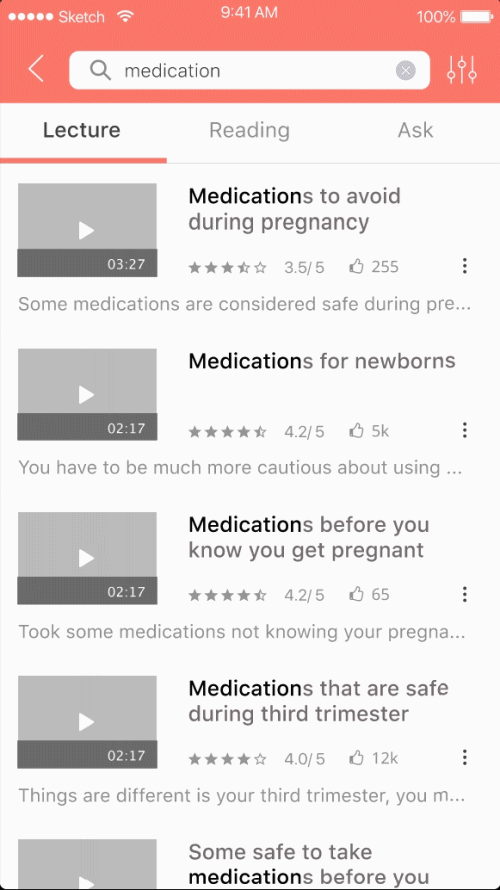 Sketch 9:41 AM 100%
medication
Lecture Reading Ask
Medications to avoid
during pregnancy
03:27 3.5/5 255
Some medications are considered safe during pre...
Medications for newborns
02:17 4.2/5 5k
You have to be much more cautious about using ...
Medications before you
know you get pregnant
02:17 4.2/5 65
Took some medications not knowing your pregna...
Medications that are safe
during third trimester
02:17 4.0/5 12k
Things are different is your third trimester, you m...
Some safe to take
medications before you